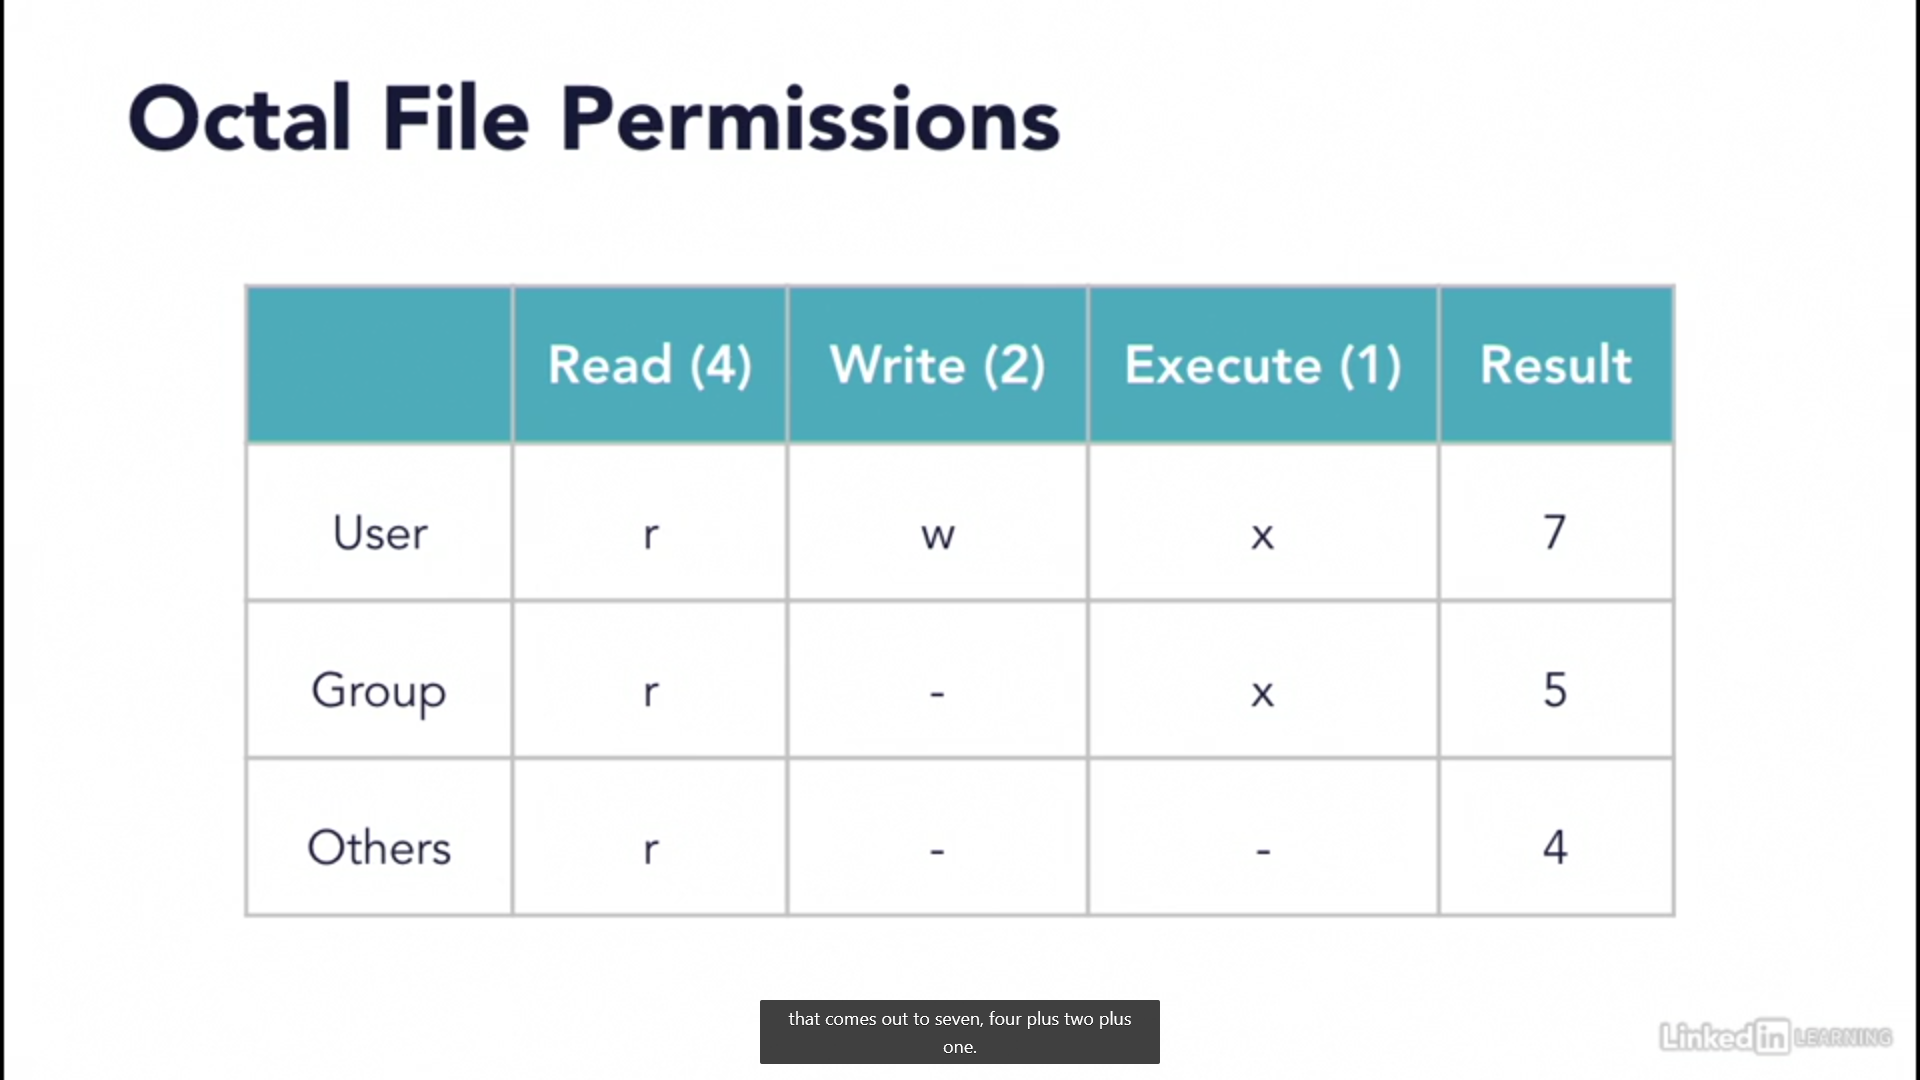 Octal File Permissions
Read (4) Write (2) Execute (1) Result
User r w x 7
Group r - x 5
Others r - - 4
that comes out to seven, four plus two plus
one.
Linked in LEARNING